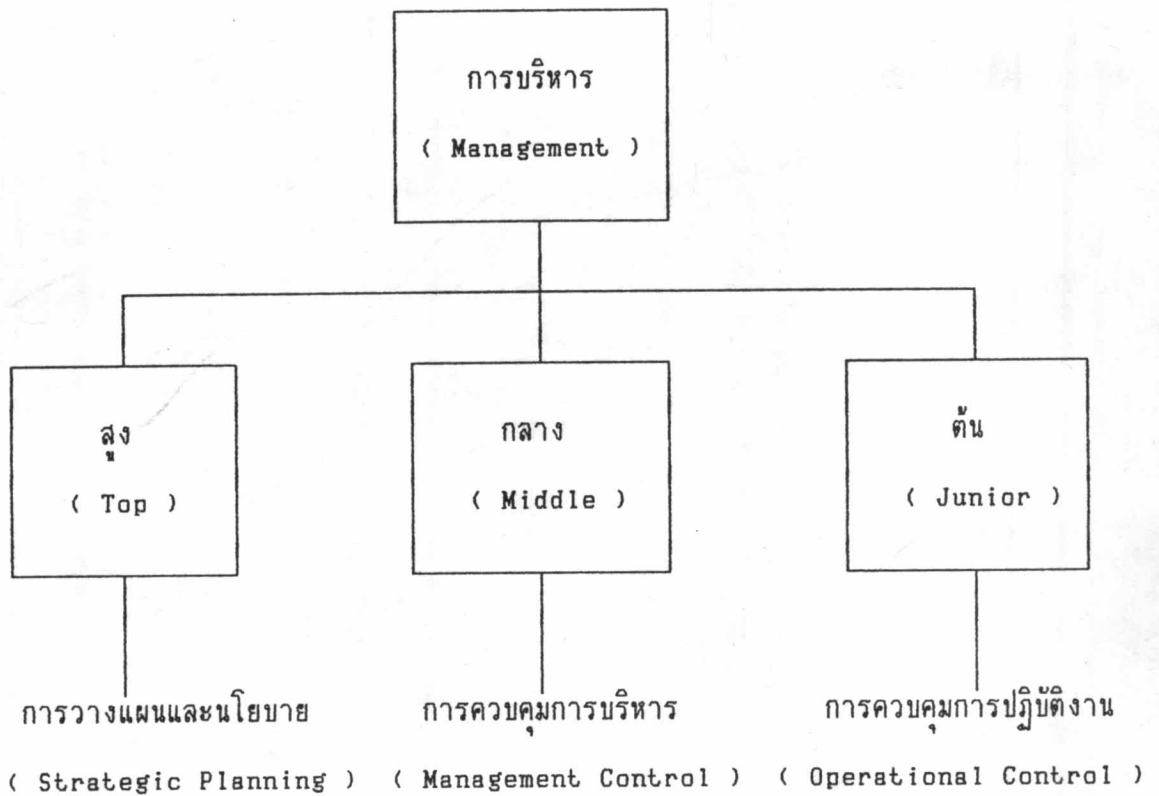 การบริหาร
( Management )
สูง
( Top )
กลาง
( Middle )
ต้น
( Junior )
การวางแผนและนโยบาย
( Strategic Planning )
การควบคุมการบริหาร
( Management Control )
การควบคุมการปฏิบัติงาน
( Operational Control )